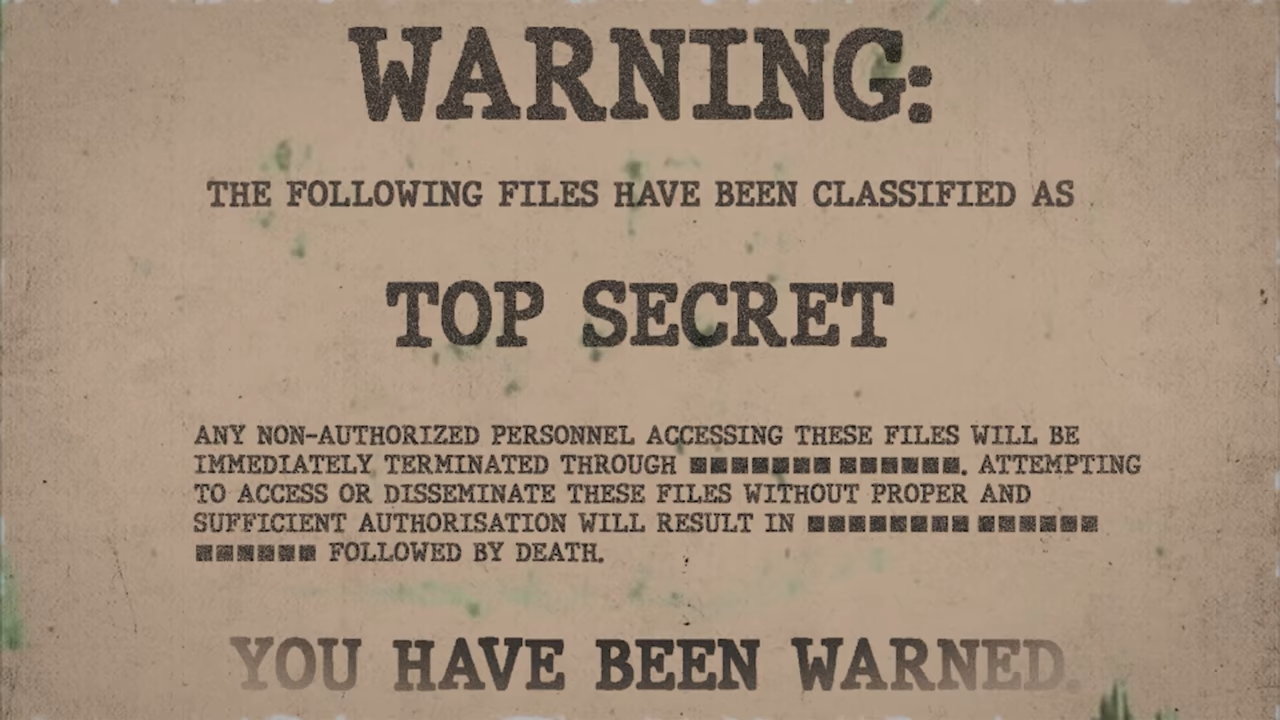 WARNING:
THE FOLLOWING FILES HAVE BEEN CLASSIFIED AS
TOP SECRET
ANY NON-AUTHORIZED PERSONNEL ACCESSING THESE FILES WILL BE
IMMEDIATELY TERMINATED THROUGH ■■■■■■■ ■■■■■■. ATTEMPTING
TO ACCESS OR DISSEMINATE THESE FILES WITHOUT PROPER AND
SUFFICIENT AUTHORISATION WILL RESULT IN ■■■■■■■■ ■■■■■■
■■■■■■ FOLLOWED BY DEATH.
YOU HAVE BEEN WARNED.